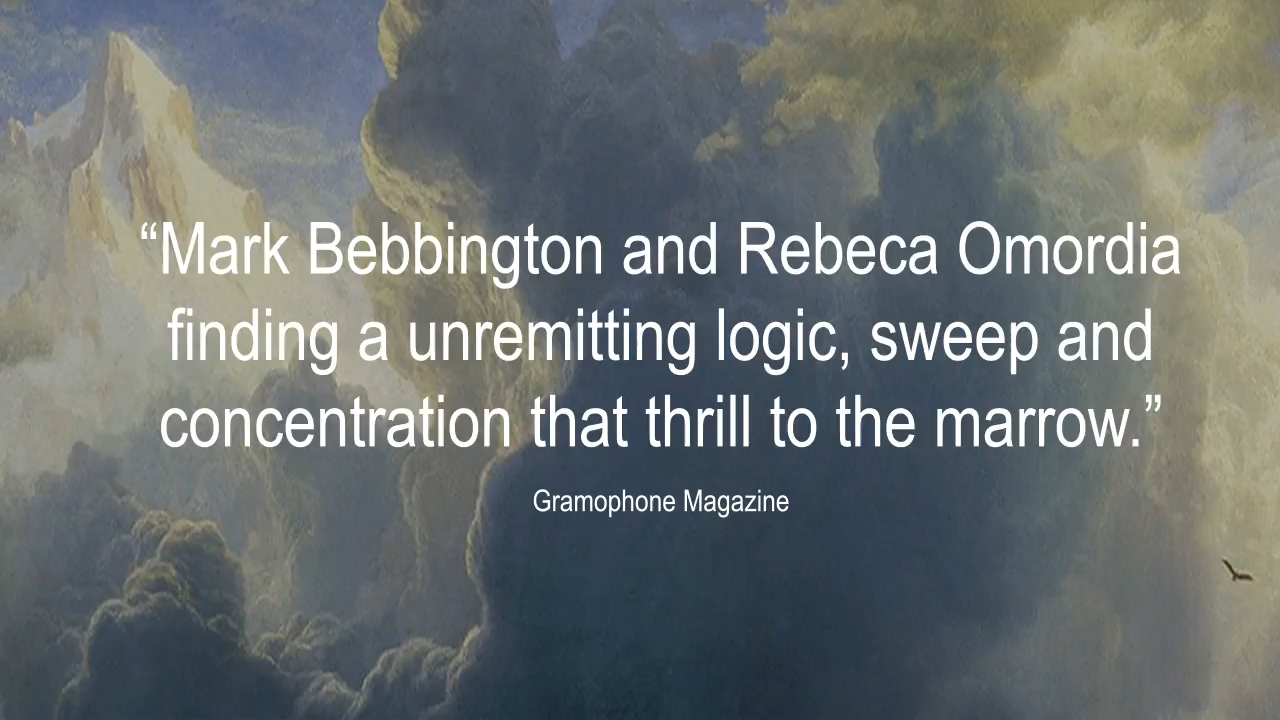 “Mark Bebbington and Rebeca Omordia
finding a unremitting logic, sweep and
concentration that thrill to the marrow.”
Gramophone Magazine